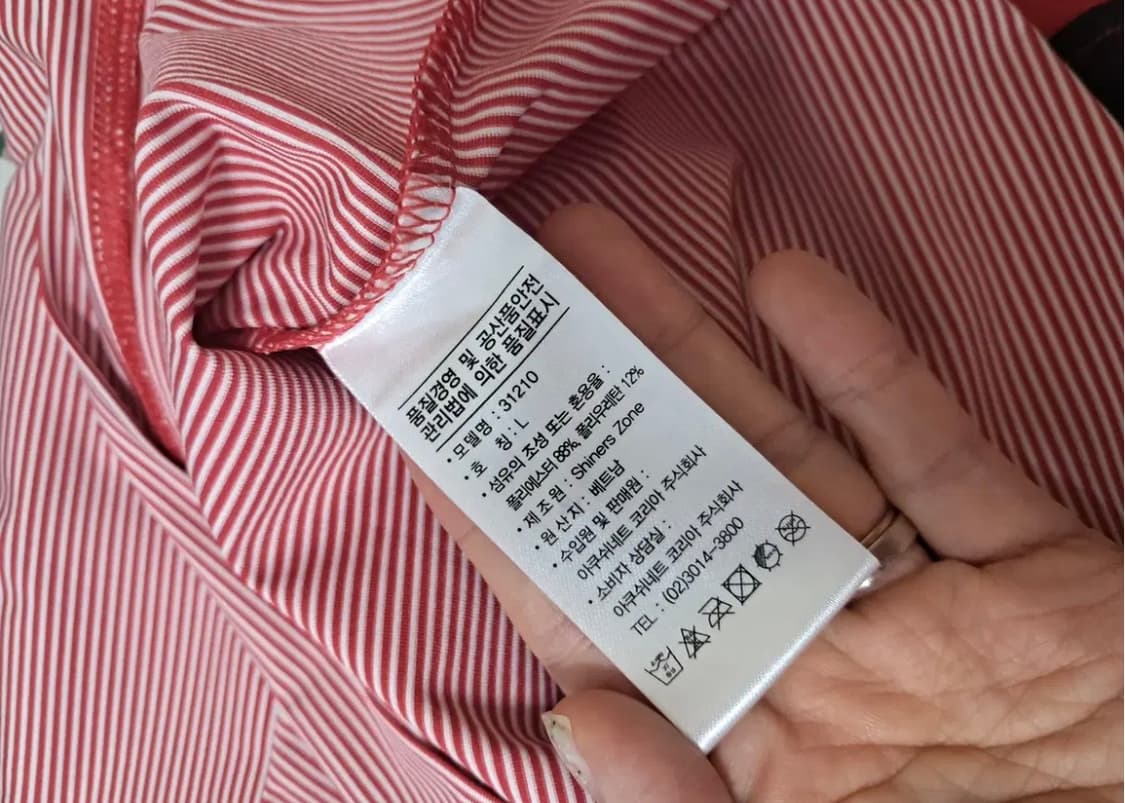 품질경영 및 공산품안전
관리법에 의한 품질표시
• 모델명 : 31210
• 호 칭 : L
• 섬유의 조성 또는 혼용율 :
폴리에스터 88%, 폴리우레탄 12%
• 제 조 원 : Shiners Zone
• 원 산 지 : 베트남
• 수입원 및 판매원 :
아쿠쉬네트 코리아 주식회사
• 소비자 상담실 :
아쿠쉬네트 코리아 주식회사
TEL : (02)3014-3800